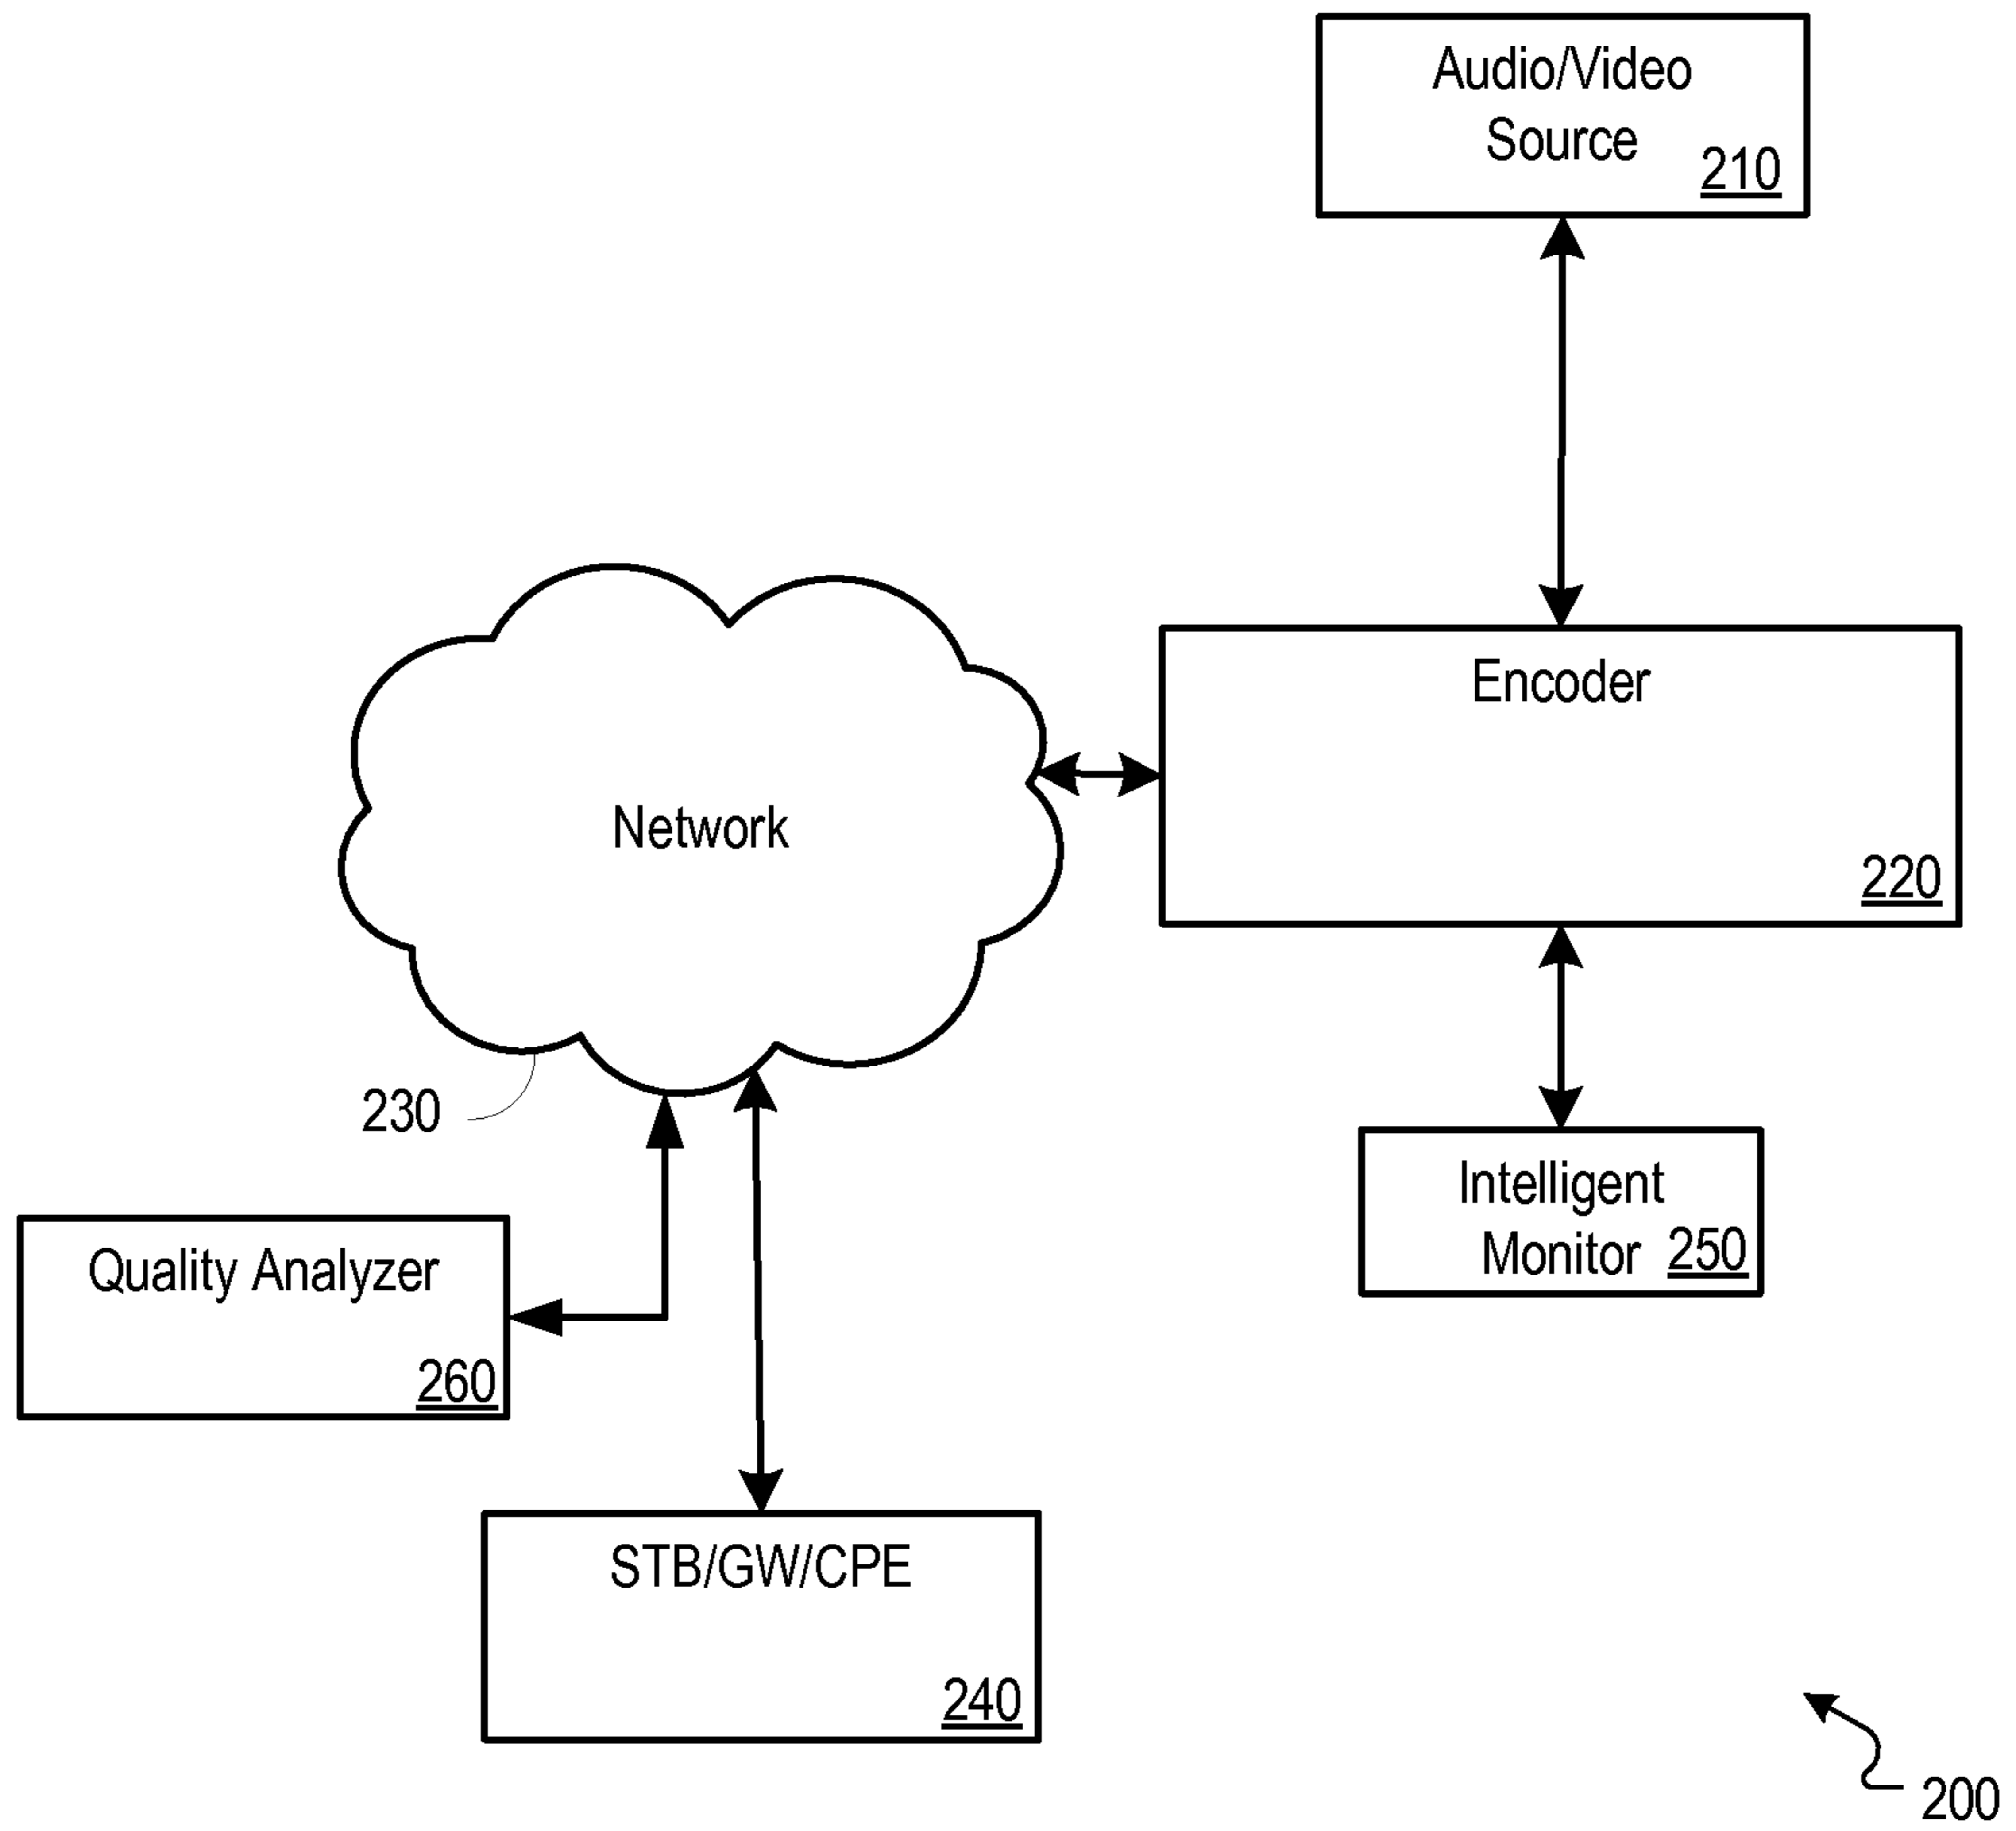 Audio/Video
Source
210
Encoder
220
Network
230
Intelligent
Monitor 250
Quality Analyzer
260
STB/GW/CPE
240
200